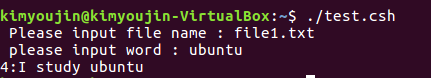 kimyoujin@kimyoujin-VirtualBox:~$ ./test.csh
Please input file name : file1.txt
please input word : ubuntu
4:I study ubuntu